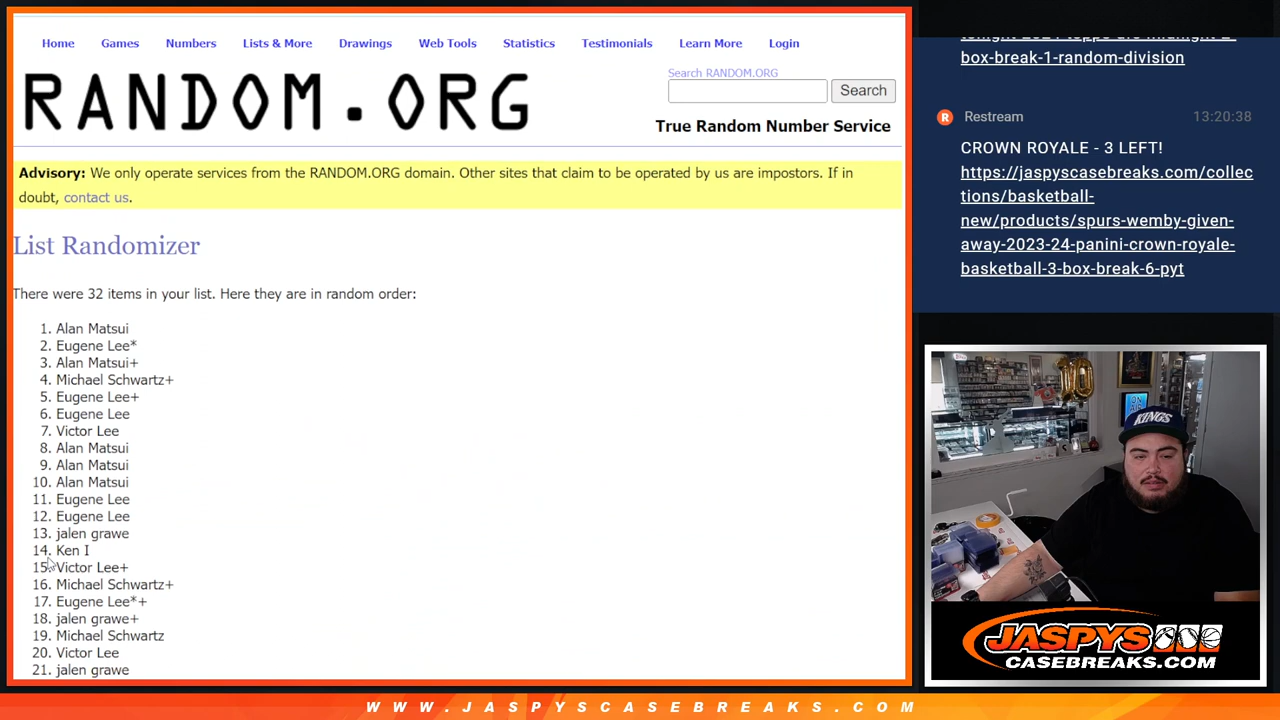 Home Games Numbers Lists & More Drawings Web Tools Statistics Testimonials Learn More Login
RANDOM.ORG
Search RANDOM.ORG
Search
True Random Number Service
Advisory: We only operate services from the RANDOM.ORG domain. Other sites that claim to be operated by us are impostors. If in
doubt, contact us.
List Randomizer
There were 32 items in your list. Here they are in random order:
1. Alan Matsui
2. Eugene Lee*
3. Alan Matsui+
4. Michael Schwartz+
5. Eugene Lee+
6. Eugene Lee
7. Victor Lee
8. Alan Matsui
9. Alan Matsui
10. Alan Matsui
11. Eugene Lee
12. Eugene Lee
13. jalen grawe
14. Ken I
15. Victor Lee+
16. Michael Schwartz+
17. Eugene Lee*+
18. jalen grawe+
19. Michael Schwartz
20. Victor Lee
21. jalen grawe
box-break-1-random-division
R Restream 13:20:38
CROWN ROYALE - 3 LEFT!
https://jaspyscasebreaks.com/collec
tions/basketball-
new/products/spurs-wemby-given-
away-2023-24-panini-crown-royale-
basketball-3-box-break-6-pyt
10
ON
KINGS
JASPYS
CASEBREAKS.COM
WWW.JASPYSCASEBREAKS.COM